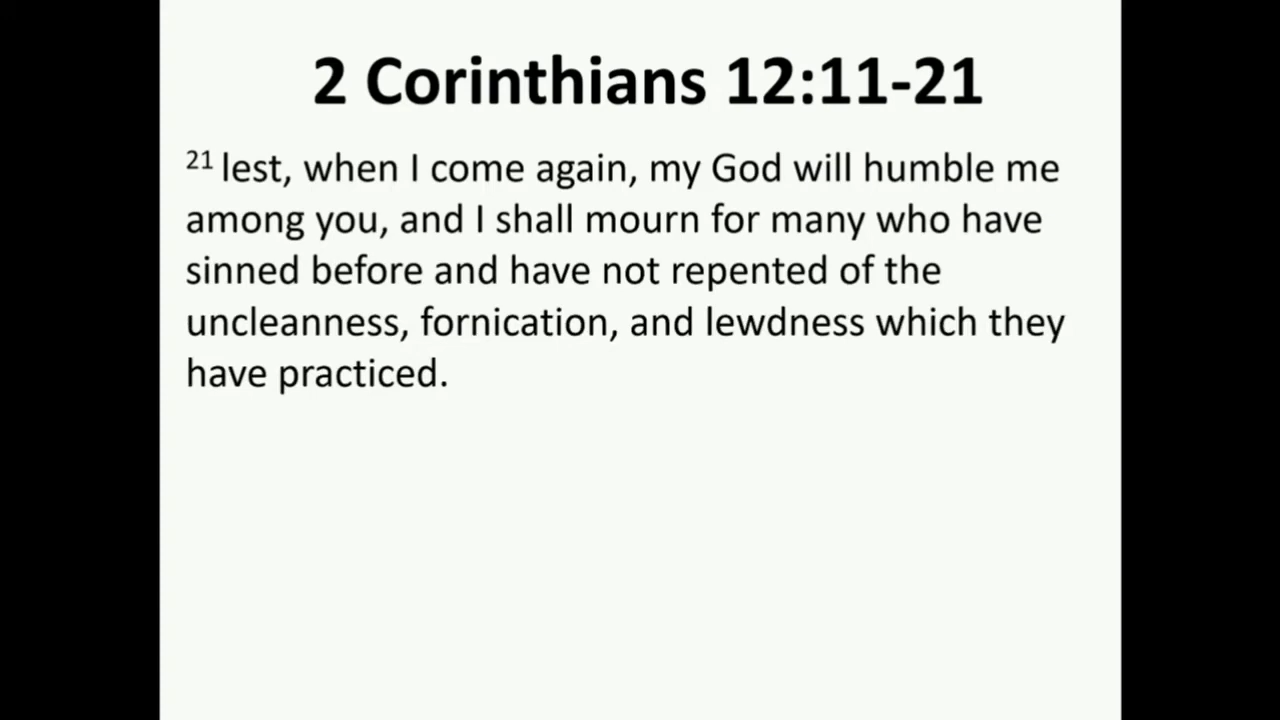 2 Corinthians 12:11-21
21 lest, when I come again, my God will humble me
among you, and I shall mourn for many who have
sinned before and have not repented of the
uncleanness, fornication, and lewdness which they
have practiced.